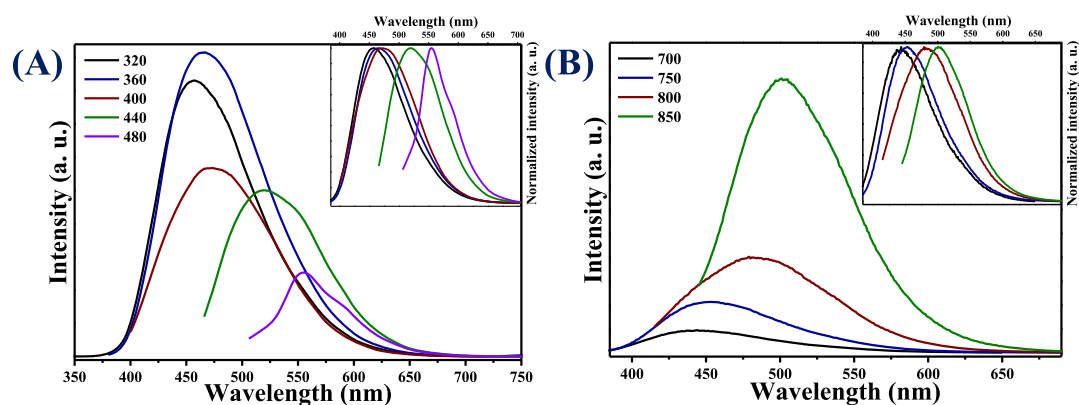 (A)
Intensity (a. u.)
320
360
400
440
480
Wavelength (nm)
400 450 500 550 600 650 700
Normalized intensity (a. u.)
350 400 450 500 550 600 650 700 750
Wavelength (nm)
(B)
Intensity (a. u.)
700
750
800
850
Wavelength (nm)
400 450 500 550 600 650
Normalized intensity (a. u.)
400 450 500 550 600 650
Wavelength (nm)